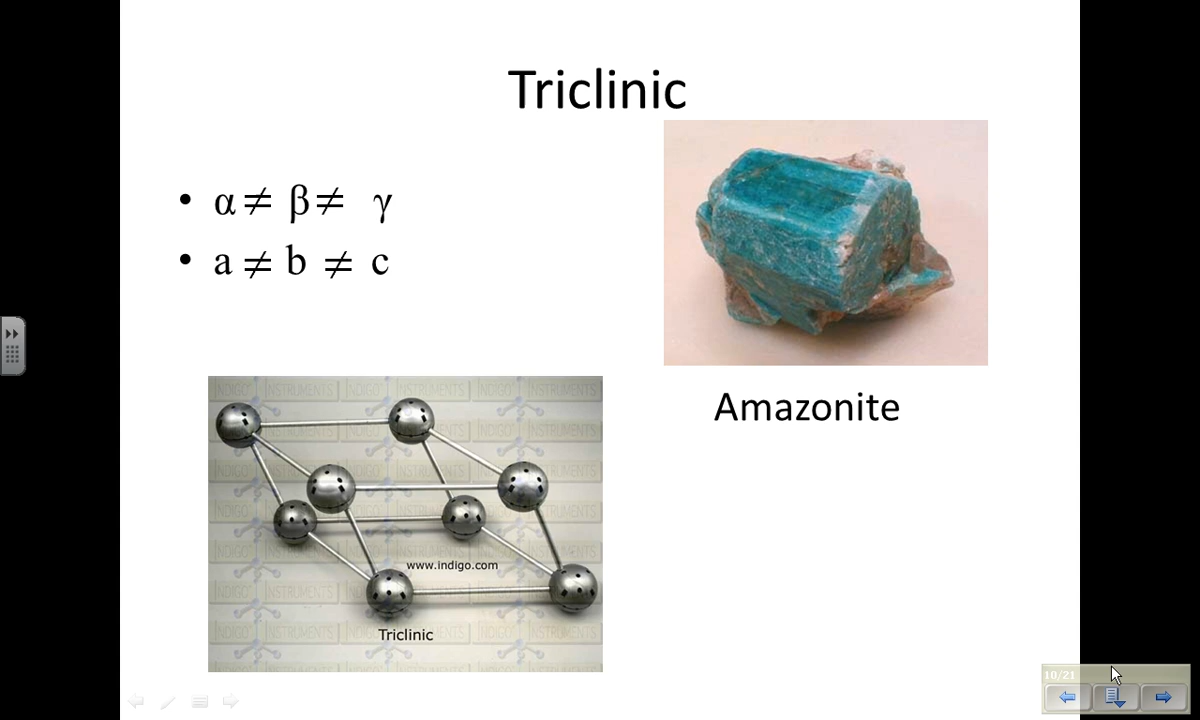 Triclinic
• α ≠ β ≠ γ
• a ≠ b ≠ c
Amazonite
www.indigo.com
Triclinic
10/21